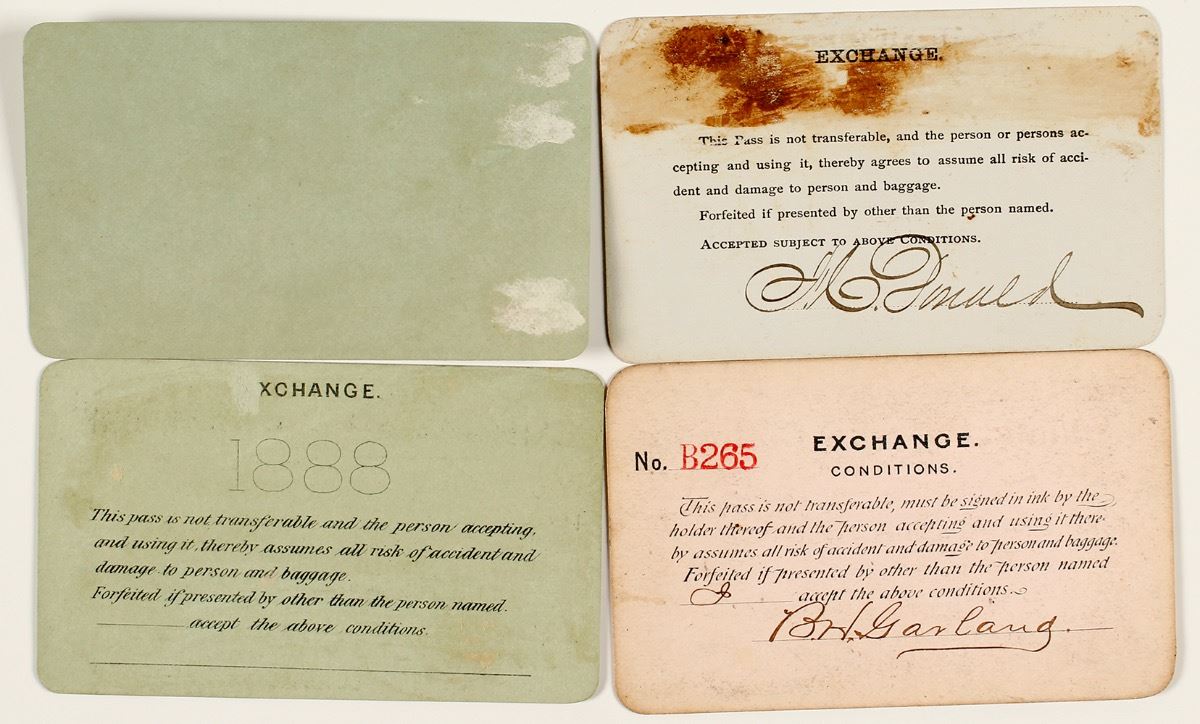 EXCHANGE.
This Pass is not transferable, and the person or persons ac-
cepting and using it, thereby agrees to assume all risk of acci-
dent and damage to person and baggage.
Forfeited if presented by other than the person named.
ACCEPTED SUBJECT TO ABOVE CONDITIONS.
Donald
XCHANGE.
1888
This pass is not transferable and the person accepting,
and using it, thereby assumes all risk of accident and
damage to person and baggage.
Forfeited if presented by other than the person named.
accept the above conditions.
No. B265
EXCHANGE.
CONDITIONS.
This pass is not transferable, must be signed in ink by the
holder thereof and the person accepting and using it there-
by assumes all risk of accident and damage to person and baggage.
Forfeited if presented by other than the person named
I accept the above conditions.
B.W. Garland.